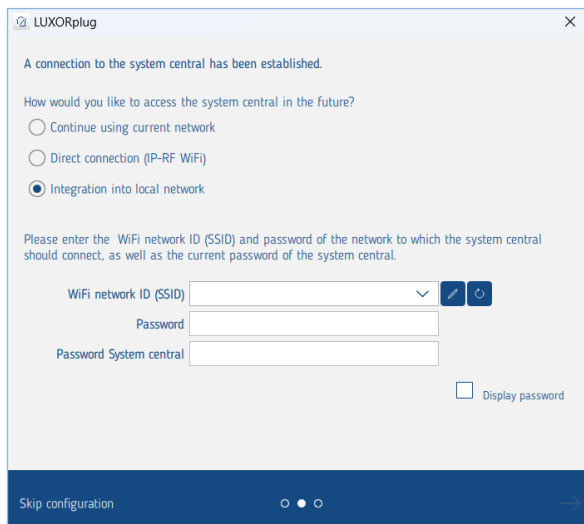 LUXORplug
A connection to the system central has been established.
How would you like to access the system central in the future?
Continue using current network
Direct connection (IP-RF WiFi)
Integration into local network
Please enter the WiFi network ID (SSID) and password of the network to which the system central
should connect, as well as the current password of the system central.
WiFi network ID (SSID)
Password
Password System central
Display password
Skip configuration